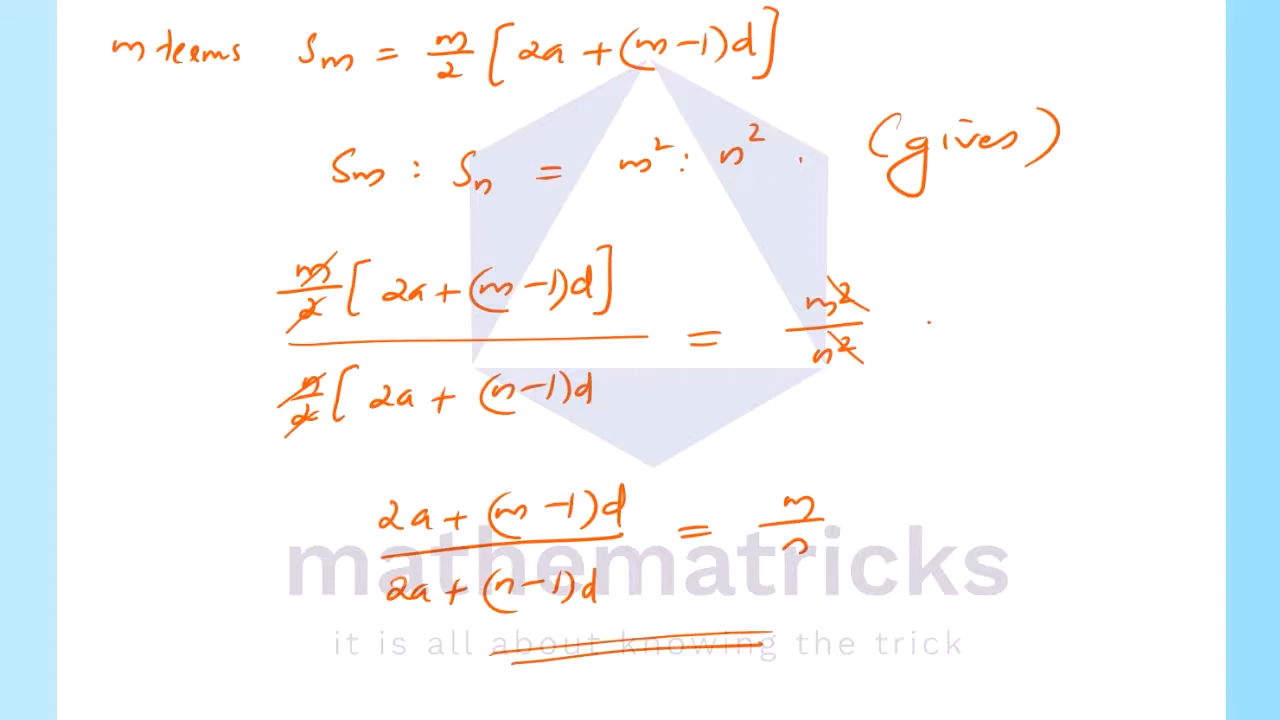 m terms Sm = m/2 [2a + (m-1)d]
Sm : Sn = m² : n² . (given)
m/2 [2a + (m-1)d] / n/2 [2a + (n-1)d = m²/n² .
2a + (m-1)d / 2a + (n-1)d = m/n
mathematricks
it is all about knowing the trick